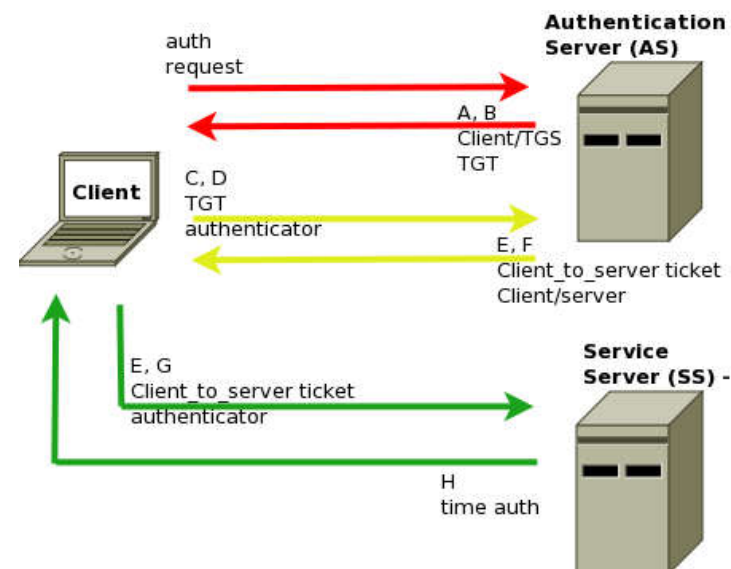 Authentication
Server (AS)
auth
request
A, B
Client/TGS
TGT
Client
C, D
TGT
authenticator
E, F
Client_to_server ticket
Client/server
E, G
Client_to_server ticket
authenticator
Service
Server (SS) -
H
time auth